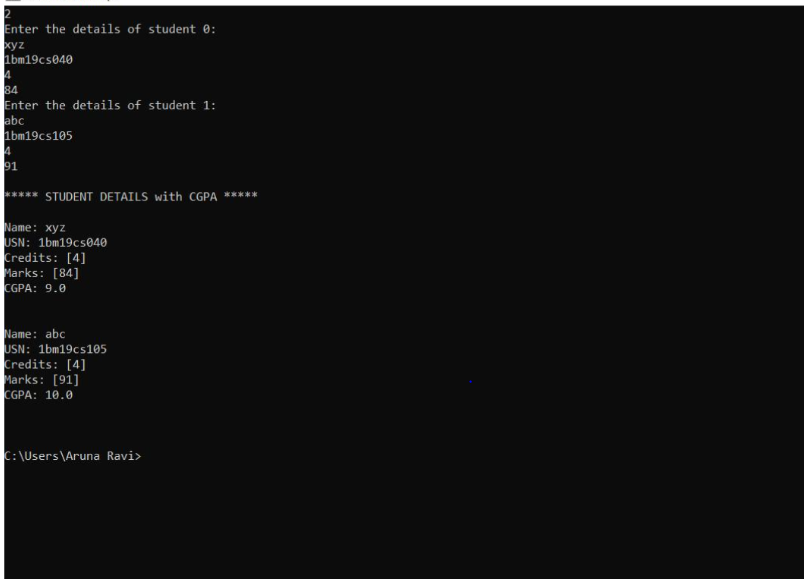 2
Enter the details of student 0:
xyz
1bm19cs040
4
84
Enter the details of student 1:
abc
1bm19cs105
4
91
***** STUDENT DETAILS with CGPA *****
Name: xyz
USN: 1bm19cs040
Credits: [4]
Marks: [84]
CGPA: 9.0
Name: abc
USN: 1bm19cs105
Credits: [4]
Marks: [91]
CGPA: 10.0
C:\Users\Aruna Ravi>